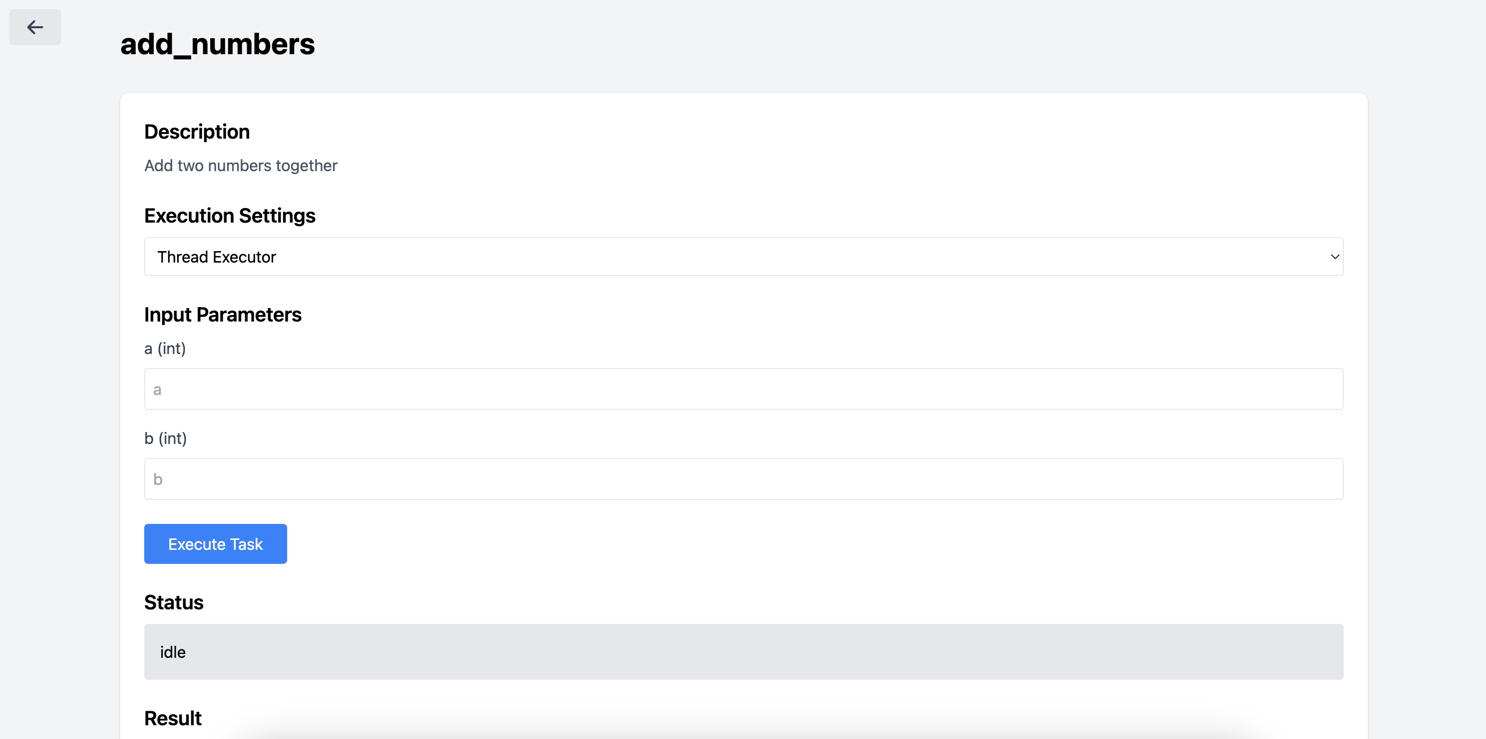 add_numbers
Description
Add two numbers together
Execution Settings
Thread Executor
Input Parameters
a (int)
a
b (int)
b
Execute Task
Status
idle
Result